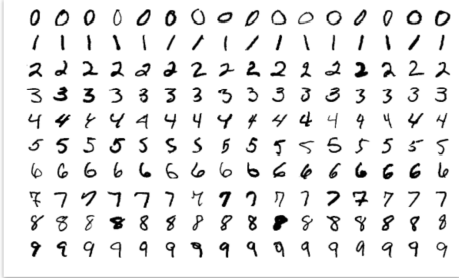 0 0 0 0 0 0 0 0 0 0 0 0 0 0 0 0
1 1 1 1 1 1 1 1 1 1 1 1 1 1 1 1
2 2 2 2 2 2 2 2 2 2 2 2 2 2 2 2
3 3 3 3 3 3 3 3 3 3 3 3 3 3 3 3
4 4 4 4 4 4 4 4 4 4 4 4 4 4 4 4
5 5 5 5 5 5 5 5 5 5 5 5 5 5 5 5
6 6 6 6 6 6 6 6 6 6 6 6 6 6 6 6
7 7 7 7 7 7 7 7 7 7 7 7 7 7 7 7
8 8 8 8 8 8 8 8 8 8 8 8 8 8 8 8
9 9 9 9 9 9 9 9 9 9 9 9 9 9 9 9